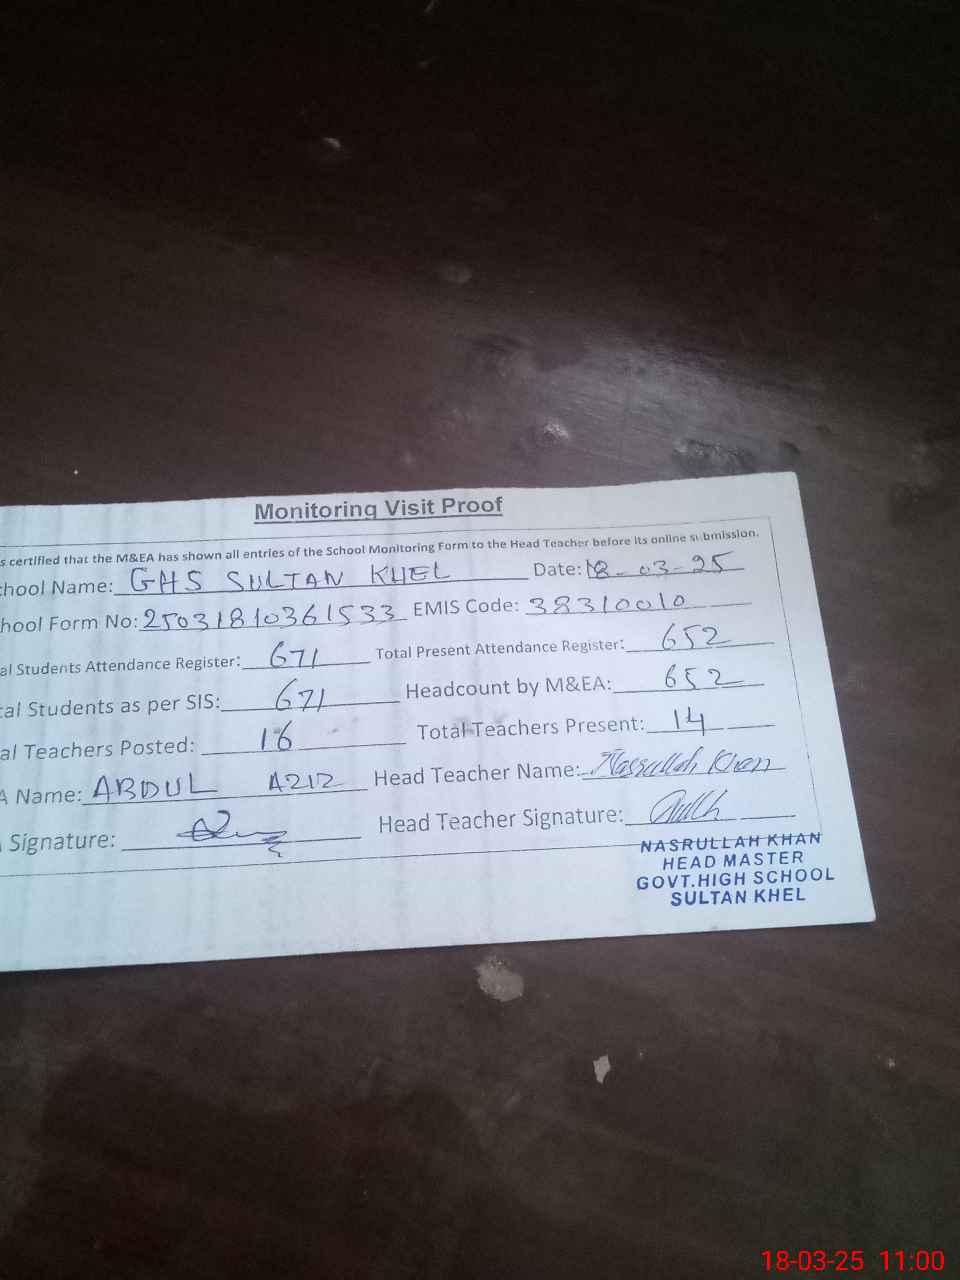 Monitoring Visit Proof
s certified that the M&EA has shown all entries of the School Monitoring Form to the Head Teacher before its online submission.
chool Name: GHS SULTAN KHEL Date: 18-03-25
hool Form No: 25031810361533 EMIS Code: 38310010
al Students Attendance Register: 671 Total Present Attendance Register: 652
tal Students as per SIS: 671 Headcount by M&EA: 652
al Teachers Posted: 16 Total Teachers Present: 14
A Name: ABDUL AZIZ Head Teacher Name: Nasrullah Khan
Signature: Head Teacher Signature:
NASRULLAH KHAN
HEAD MASTER
GOVT.HIGH SCHOOL
SULTAN KHEL
18-03-25 11:00